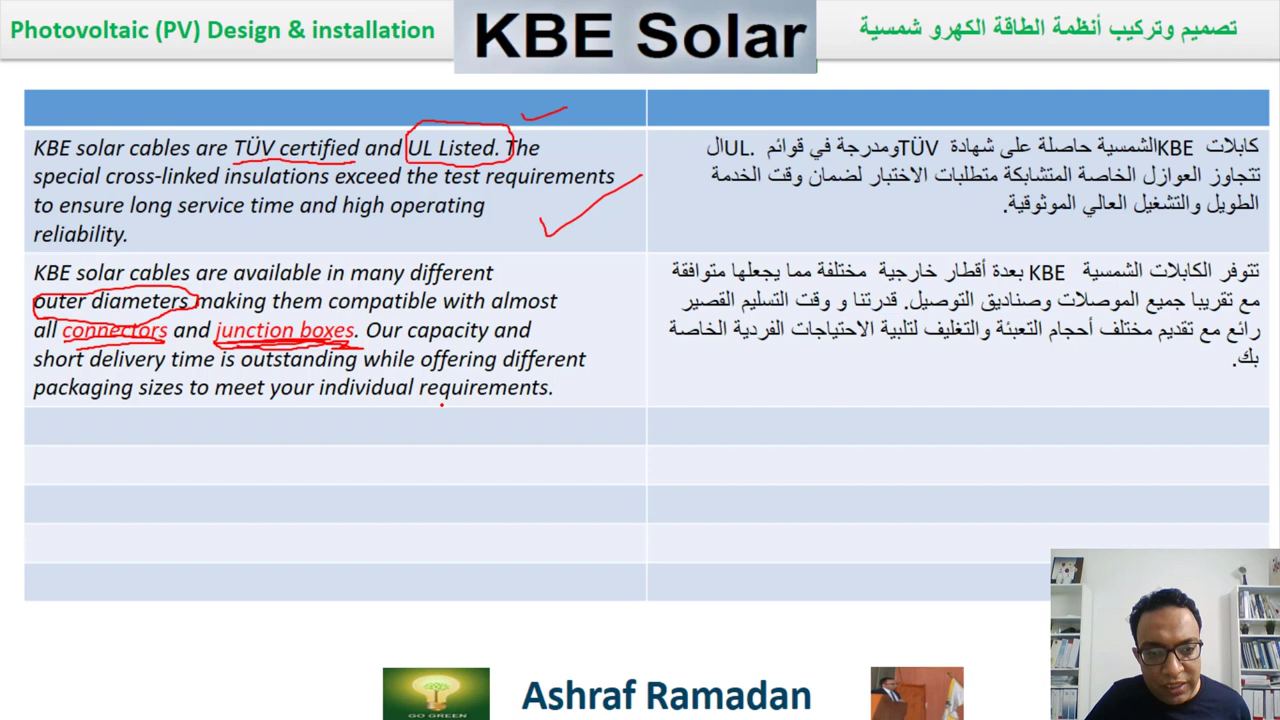 Photovoltaic (PV) Design & installation
KBE Solar
تصميم وتركيب أنظمة الطاقة الكهرو شمسية
KBE solar cables are TÜV certified and UL Listed. The
special cross-linked insulations exceed the test requirements
to ensure long service time and high operating
reliability.
كابلات KBEالشمسية حاصلة على شهادة TÜVومدرجة في قوائم .ULال
تتجاوز العوازل الخاصة المتشابكة متطلبات الاختبار لضمان وقت الخدمة
الطويل والتشغيل العالي الموثوقية.
KBE solar cables are available in many different
outer diameters making them compatible with almost
all connectors and junction boxes. Our capacity and
short delivery time is outstanding while offering different
packaging sizes to meet your individual requirements.
تتوفر الكابلات الشمسية KBE بعدة أقطار خارجية مختلفة مما يجعلها متوافقة
مع تقريبا جميع الموصلات وصناديق التوصيل. قدرتنا و وقت التسليم القصير
رائع مع تقديم مختلف أحجام التعبئة والتغليف لتلبية الاحتياجات الفردية الخاصة
بك.
GO GREEN
Ashraf Ramadan